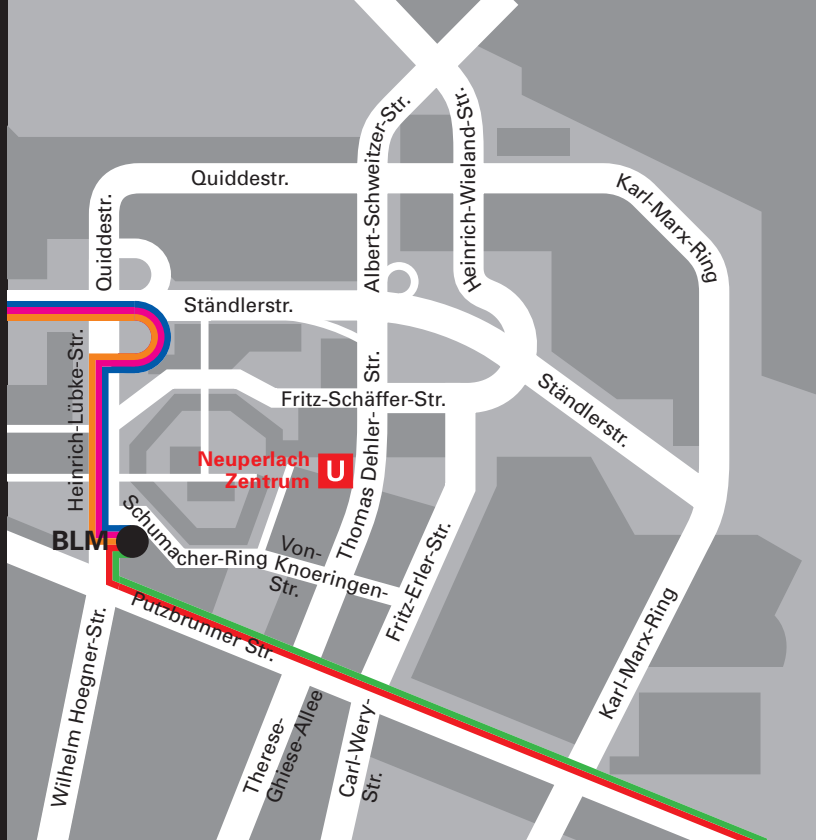 Albert-Schweitzer-Str.
Heinrich-Wieland-Str.
Quiddestr.
Karl-Marx-Ring
Quiddestr.
Ständlerstr.
Heinrich-Lübke-Str.
Fritz-Schäffer-Str.
Ständlerstr.
Thomas Dehler- Str.
Neuperlach
Zentrum
U
BLM
Schumacher-Ring
Von-
Knoeringen-
Str.
Fritz-Erler-Str.
Putzbrunner Str.
Karl-Marx-Ring
Wilhelm Hoegner-Str.
Therese-
Ghiese-Allee
Carl-Wery-
Str.